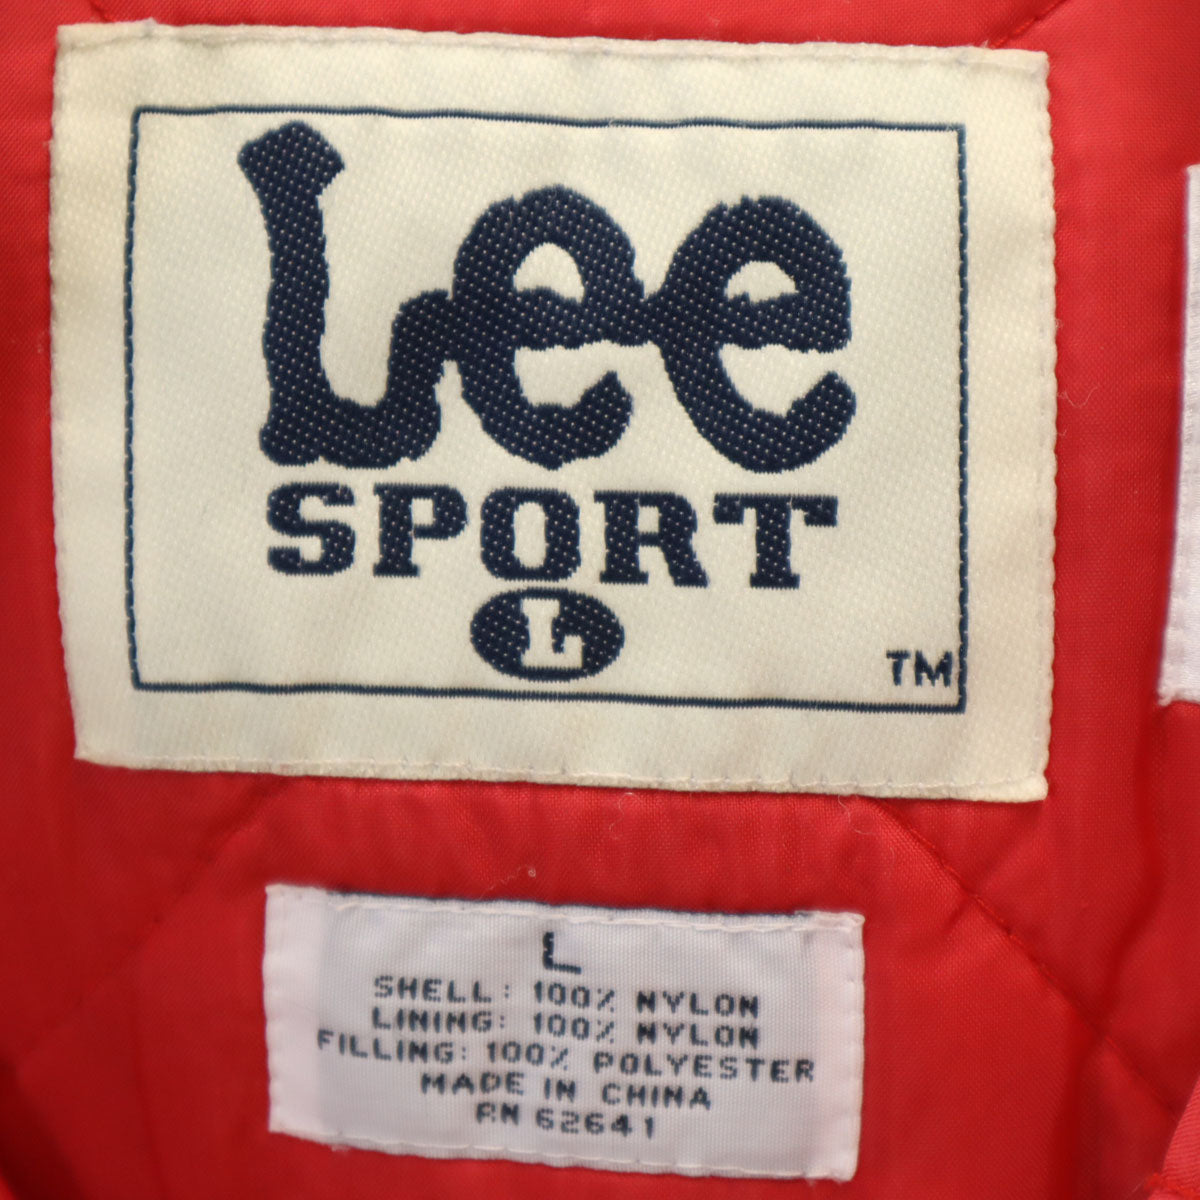 Lee
SPORT
L
TM
L
SHELL: 100% NYLON
LINING: 100% NYLON
FILLING: 100% POLYESTER
MADE IN CHINA
RN 62641